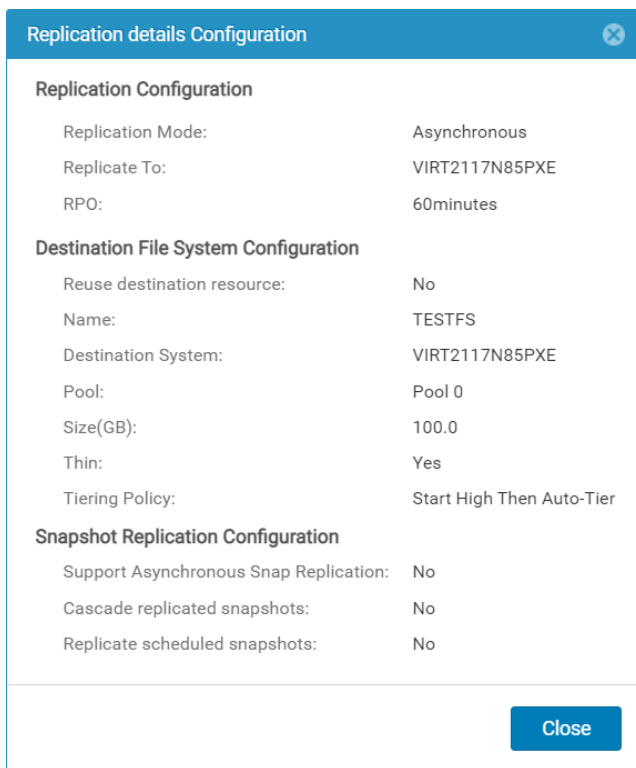 Replication details Configuration
Replication Configuration
Replication Mode: Asynchronous
Replicate To: VIRT2117N85PXE
RPO: 60minutes
Destination File System Configuration
Reuse destination resource: No
Name: TESTFS
Destination System: VIRT2117N85PXE
Pool: Pool 0
Size(GB): 100.0
Thin: Yes
Tiering Policy: Start High Then Auto-Tier
Snapshot Replication Configuration
Support Asynchronous Snap Replication: No
Cascade replicated snapshots: No
Replicate scheduled snapshots: No
Close